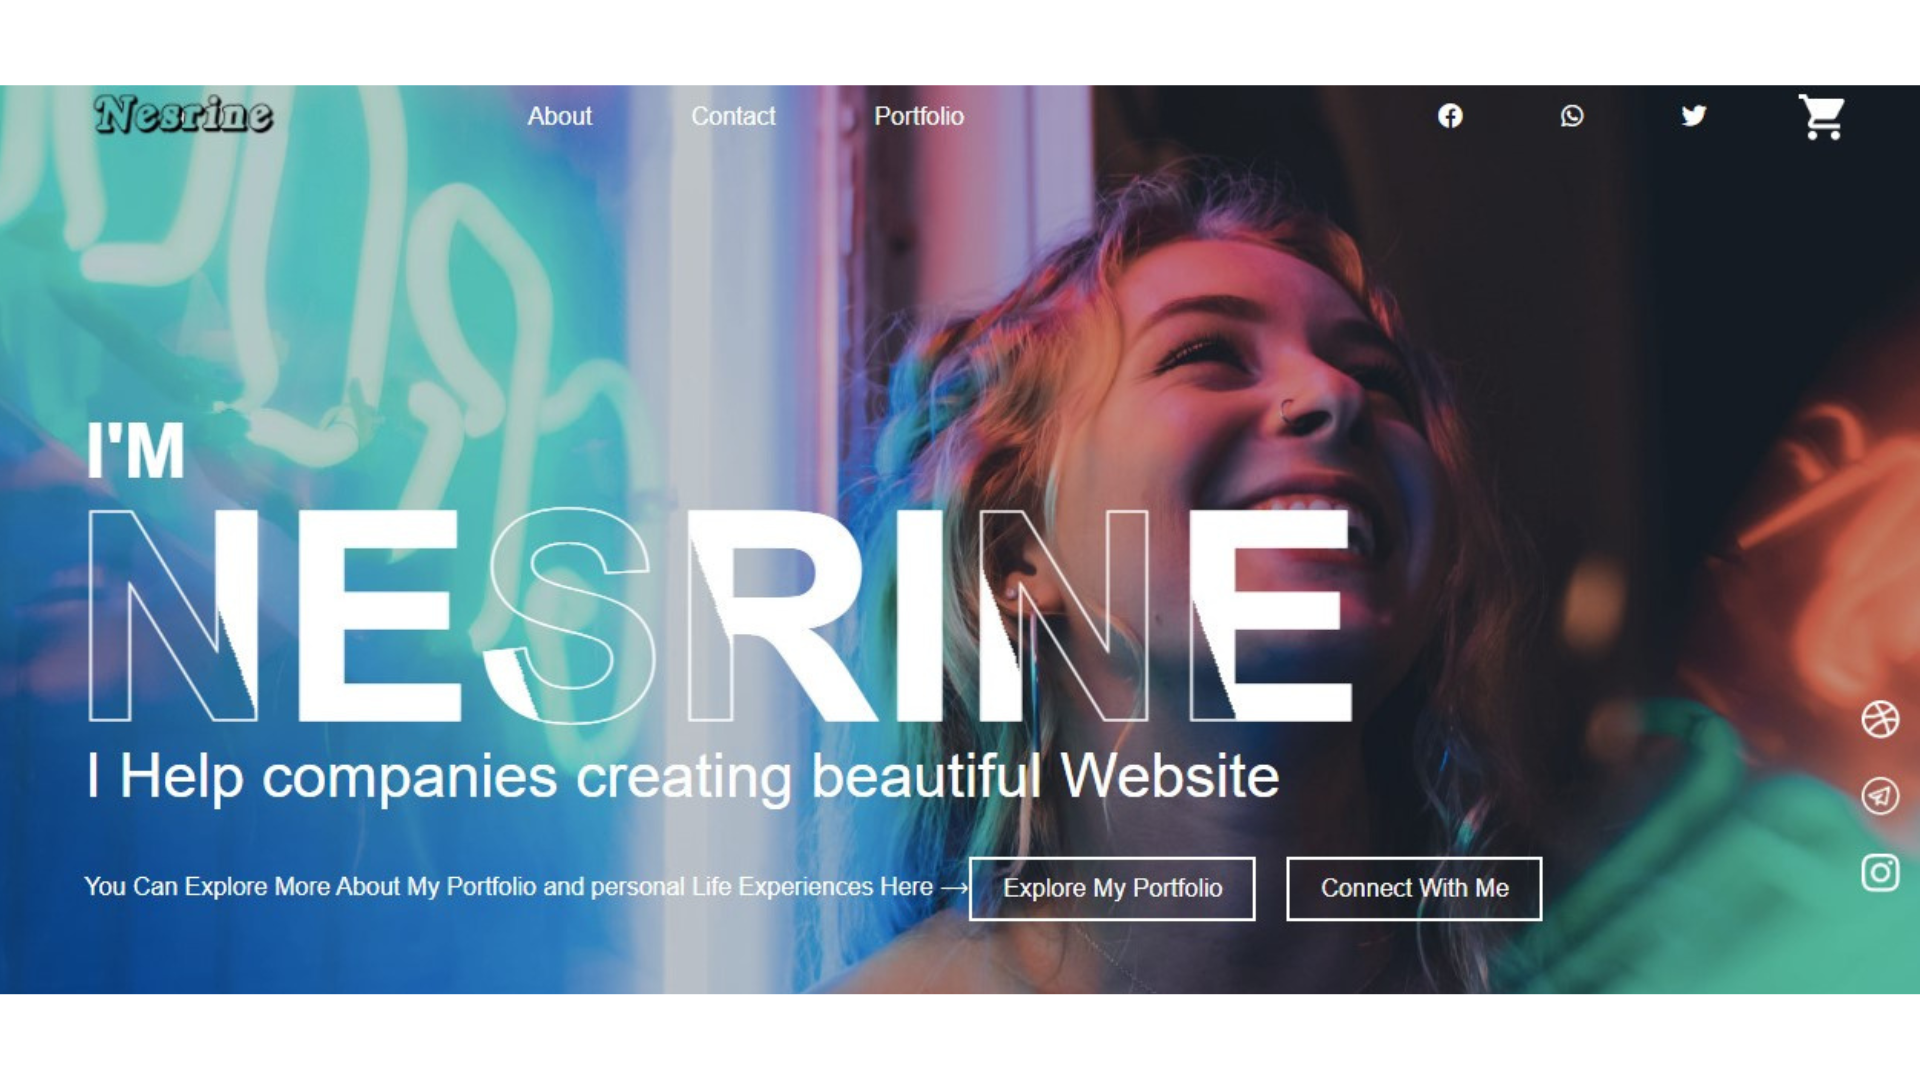 Nesrine
About
Contact
Portfolio
I'M
NESRINE
I Help companies creating beautiful Website
You Can Explore More About My Portfolio and personal Life Experiences Here →
Explore My Portfolio
Connect With Me